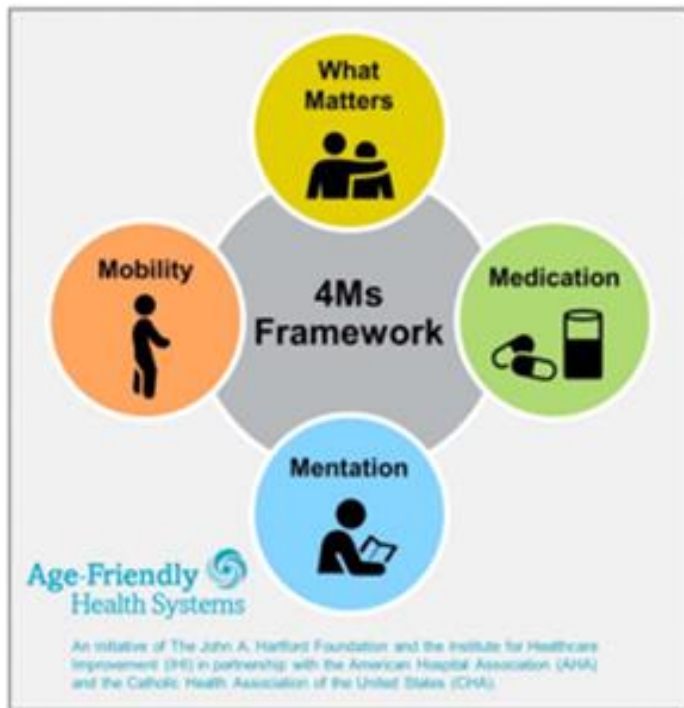 What
Matters
Mobility
4Ms
Framework
Medication
Mentation
Age-Friendly
Health Systems
An initiative of The John A. Hartford Foundation and the Institute for Healthcare
Improvement (IHI) in partnership with the American Hospital Association (AHA)
and the Catholic Health Association of the United States (CHA).